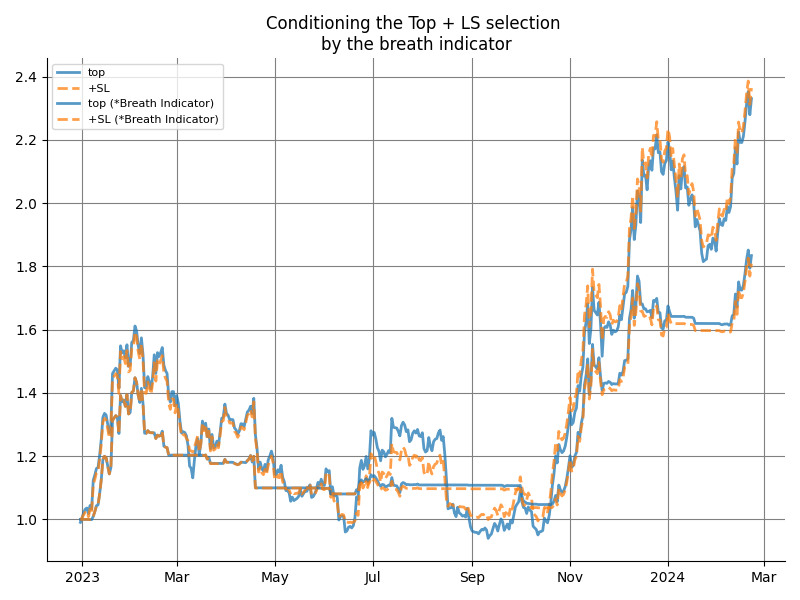 Conditioning the Top + LS selection
by the breath indicator
top
+SL
top (*Breath Indicator)
+SL (*Breath Indicator)
2.4
2.2
2.0
1.8
1.6
1.4
1.2
1.0
2023 Mar May Jul Sep Nov 2024 Mar